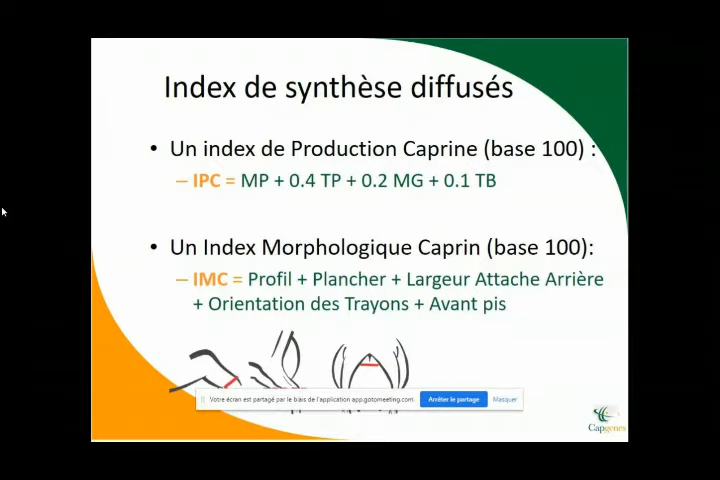 Index de synthèse diffusés
• Un index de Production Caprine (base 100) :
– IPC = MP + 0.4 TP + 0.2 MG + 0.1 TB
• Un Index Morphologique Caprin (base 100):
– IMC = Profil + Plancher + Largeur Attache Arrière
+ Orientation des Trayons + Avant pis
Votre écran est partagé par le biais de l'application app.gotomeeting.com.
Arrêter le partage
Masquer
Capgenes